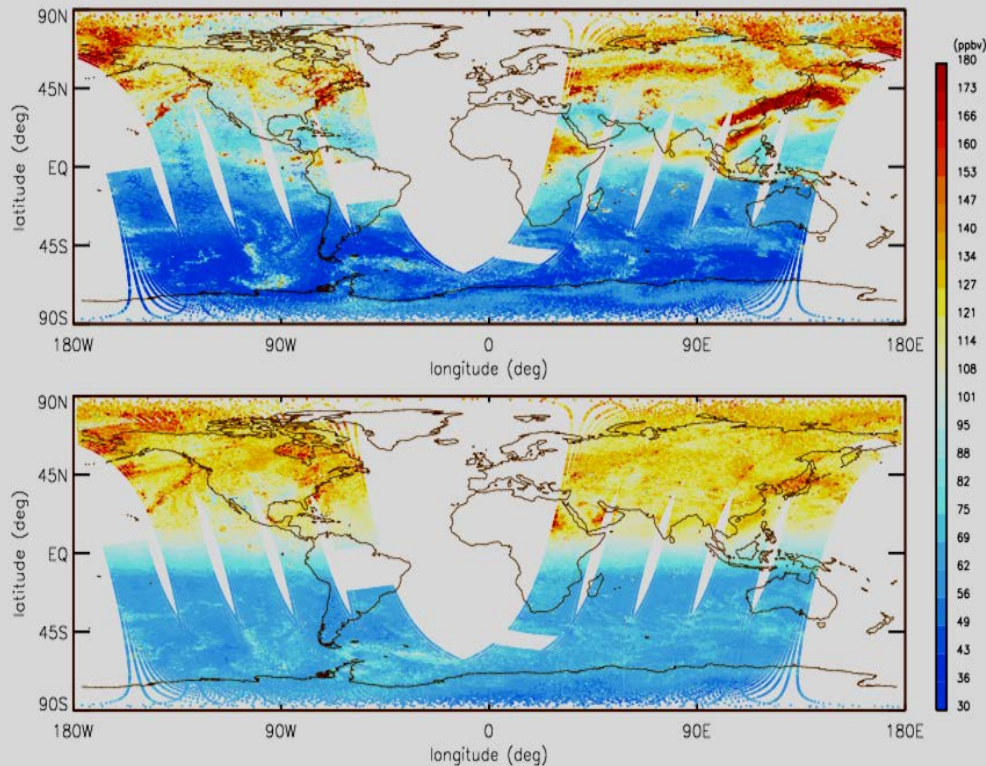 90N
45N
EQ
45S
90S
latitude (deg)
180W 90W 0 90E 180E
longitude (deg)
90N
45N
EQ
45S
90S
latitude (deg)
180W 90W 0 90E 180E
longitude (deg)
(ppbv)
180
173
166
160
153
147
140
134
127
121
114
108
101
95
88
82
75
69
62
56
49
43
36
30